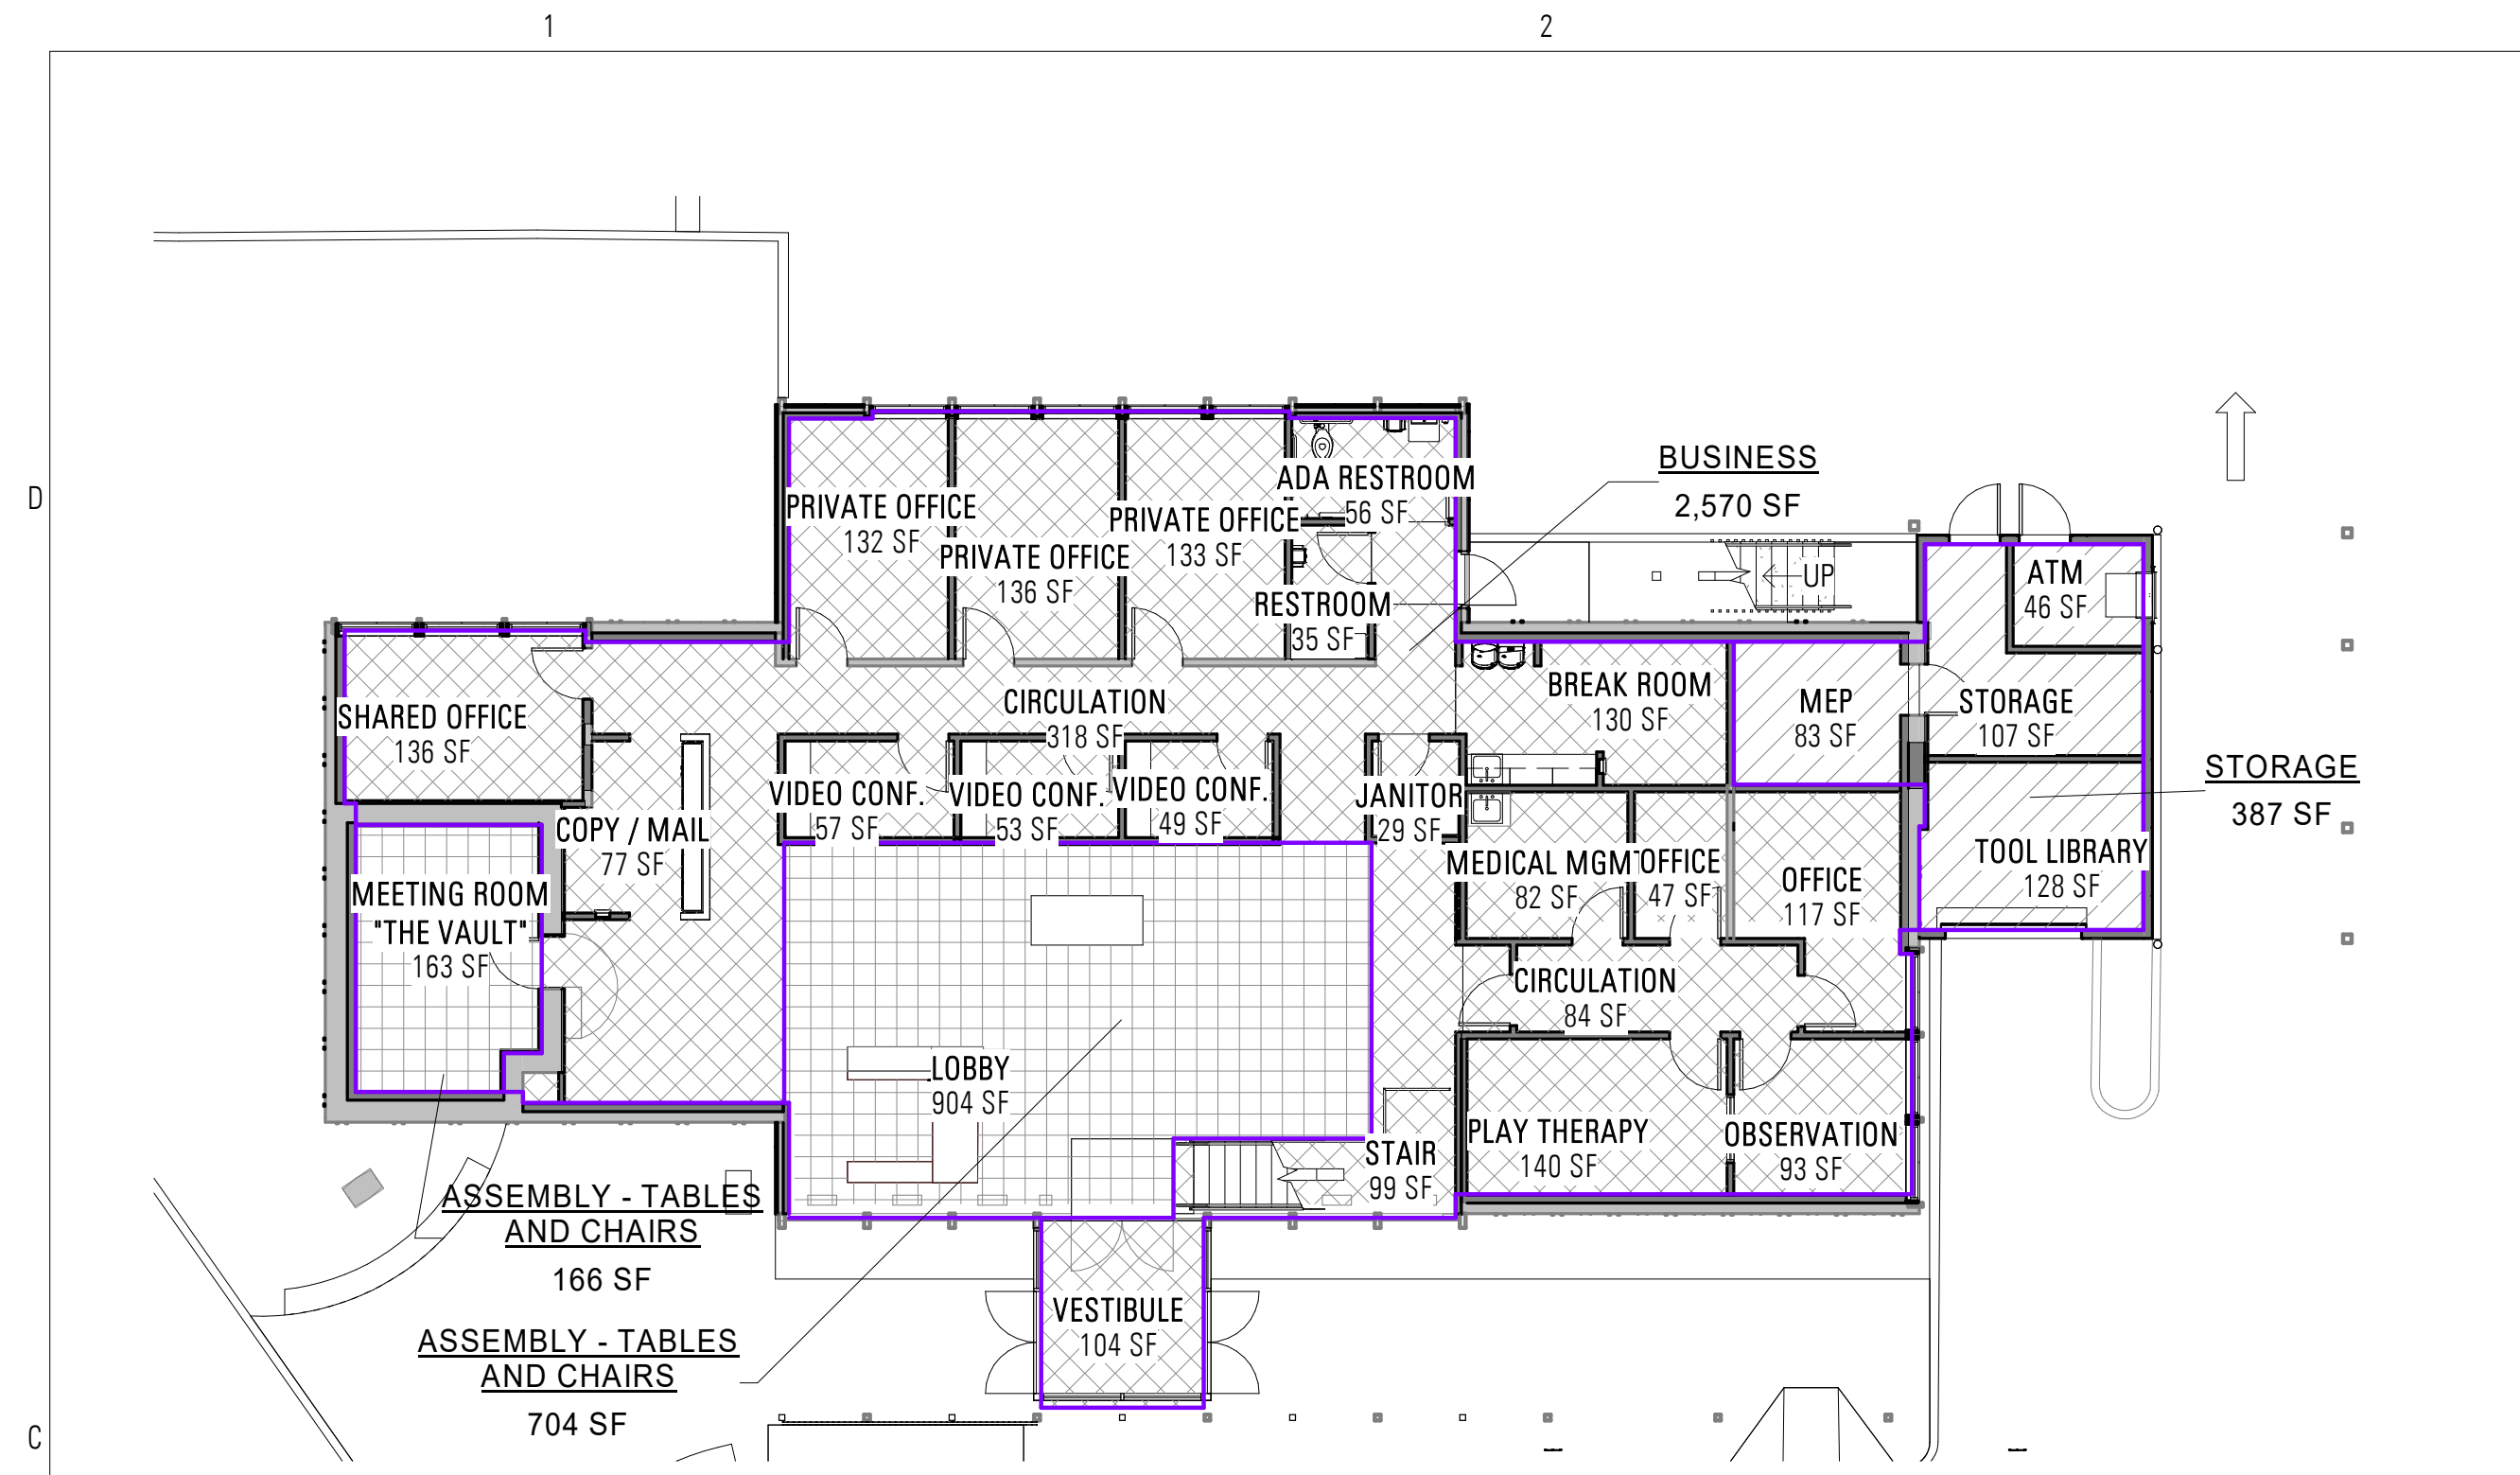 1
2
D
C
BUSINESS
2,570 SF
PRIVATE OFFICE
132 SF
PRIVATE OFFICE
136 SF
PRIVATE OFFICE
133 SF
ADA RESTROOM
56 SF
RESTROOM
35 SF
UP
ATM
46 SF
SHARED OFFICE
136 SF
CIRCULATION
318 SF
BREAK ROOM
130 SF
MEP
83 SF
STORAGE
107 SF
STORAGE
387 SF
VIDEO CONF.
57 SF
VIDEO CONF.
53 SF
VIDEO CONF.
49 SF
JANITOR
29 SF
COPY / MAIL
77 SF
MEDICAL MGMT
82 SF
OFFICE
47 SF
OFFICE
117 SF
TOOL LIBRARY
128 SF
MEETING ROOM
"THE VAULT"
163 SF
CIRCULATION
84 SF
LOBBY
904 SF
STAIR
99 SF
PLAY THERAPY
140 SF
OBSERVATION
93 SF
ASSEMBLY - TABLES
AND CHAIRS
166 SF
VESTIBULE
104 SF
ASSEMBLY - TABLES
AND CHAIRS
704 SF